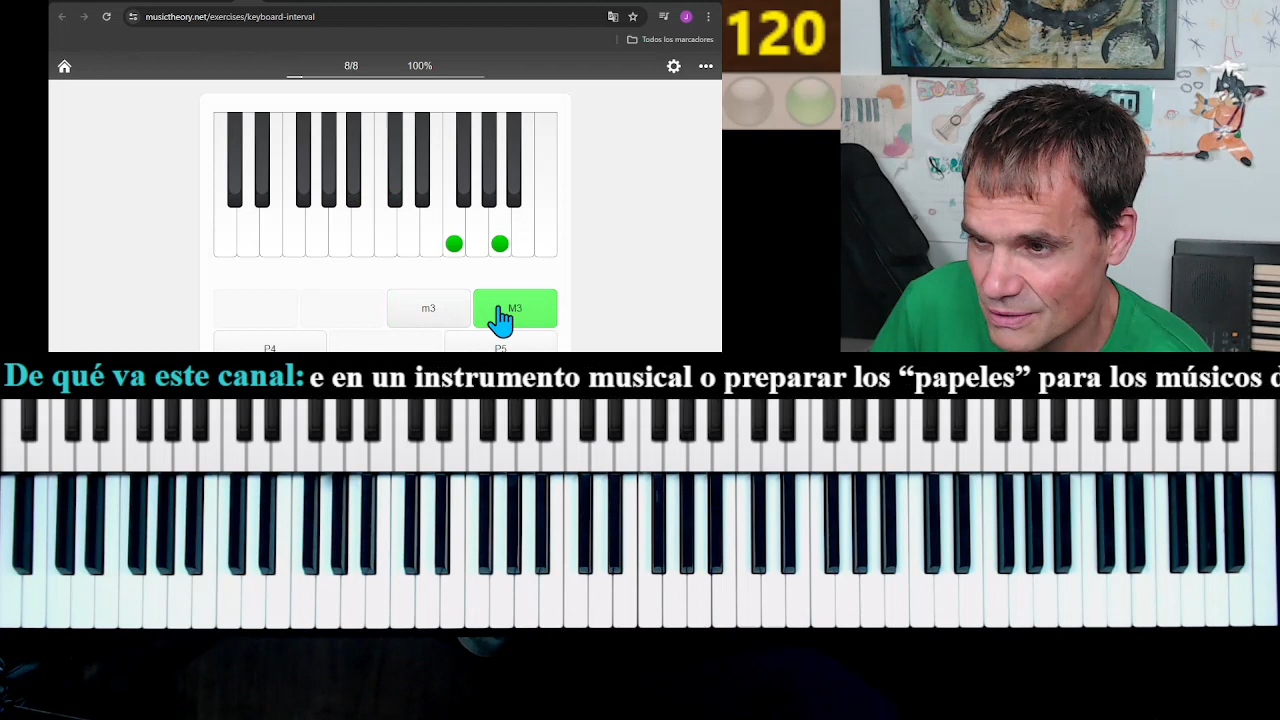 musictheory.net/exercises/keyboard-interval
Todos los marcadores
8/8 100%
120
m3 M3
P4 P5
De qué va este canal: e en un instrumento musical o preparar los “papeles” para los músicos d